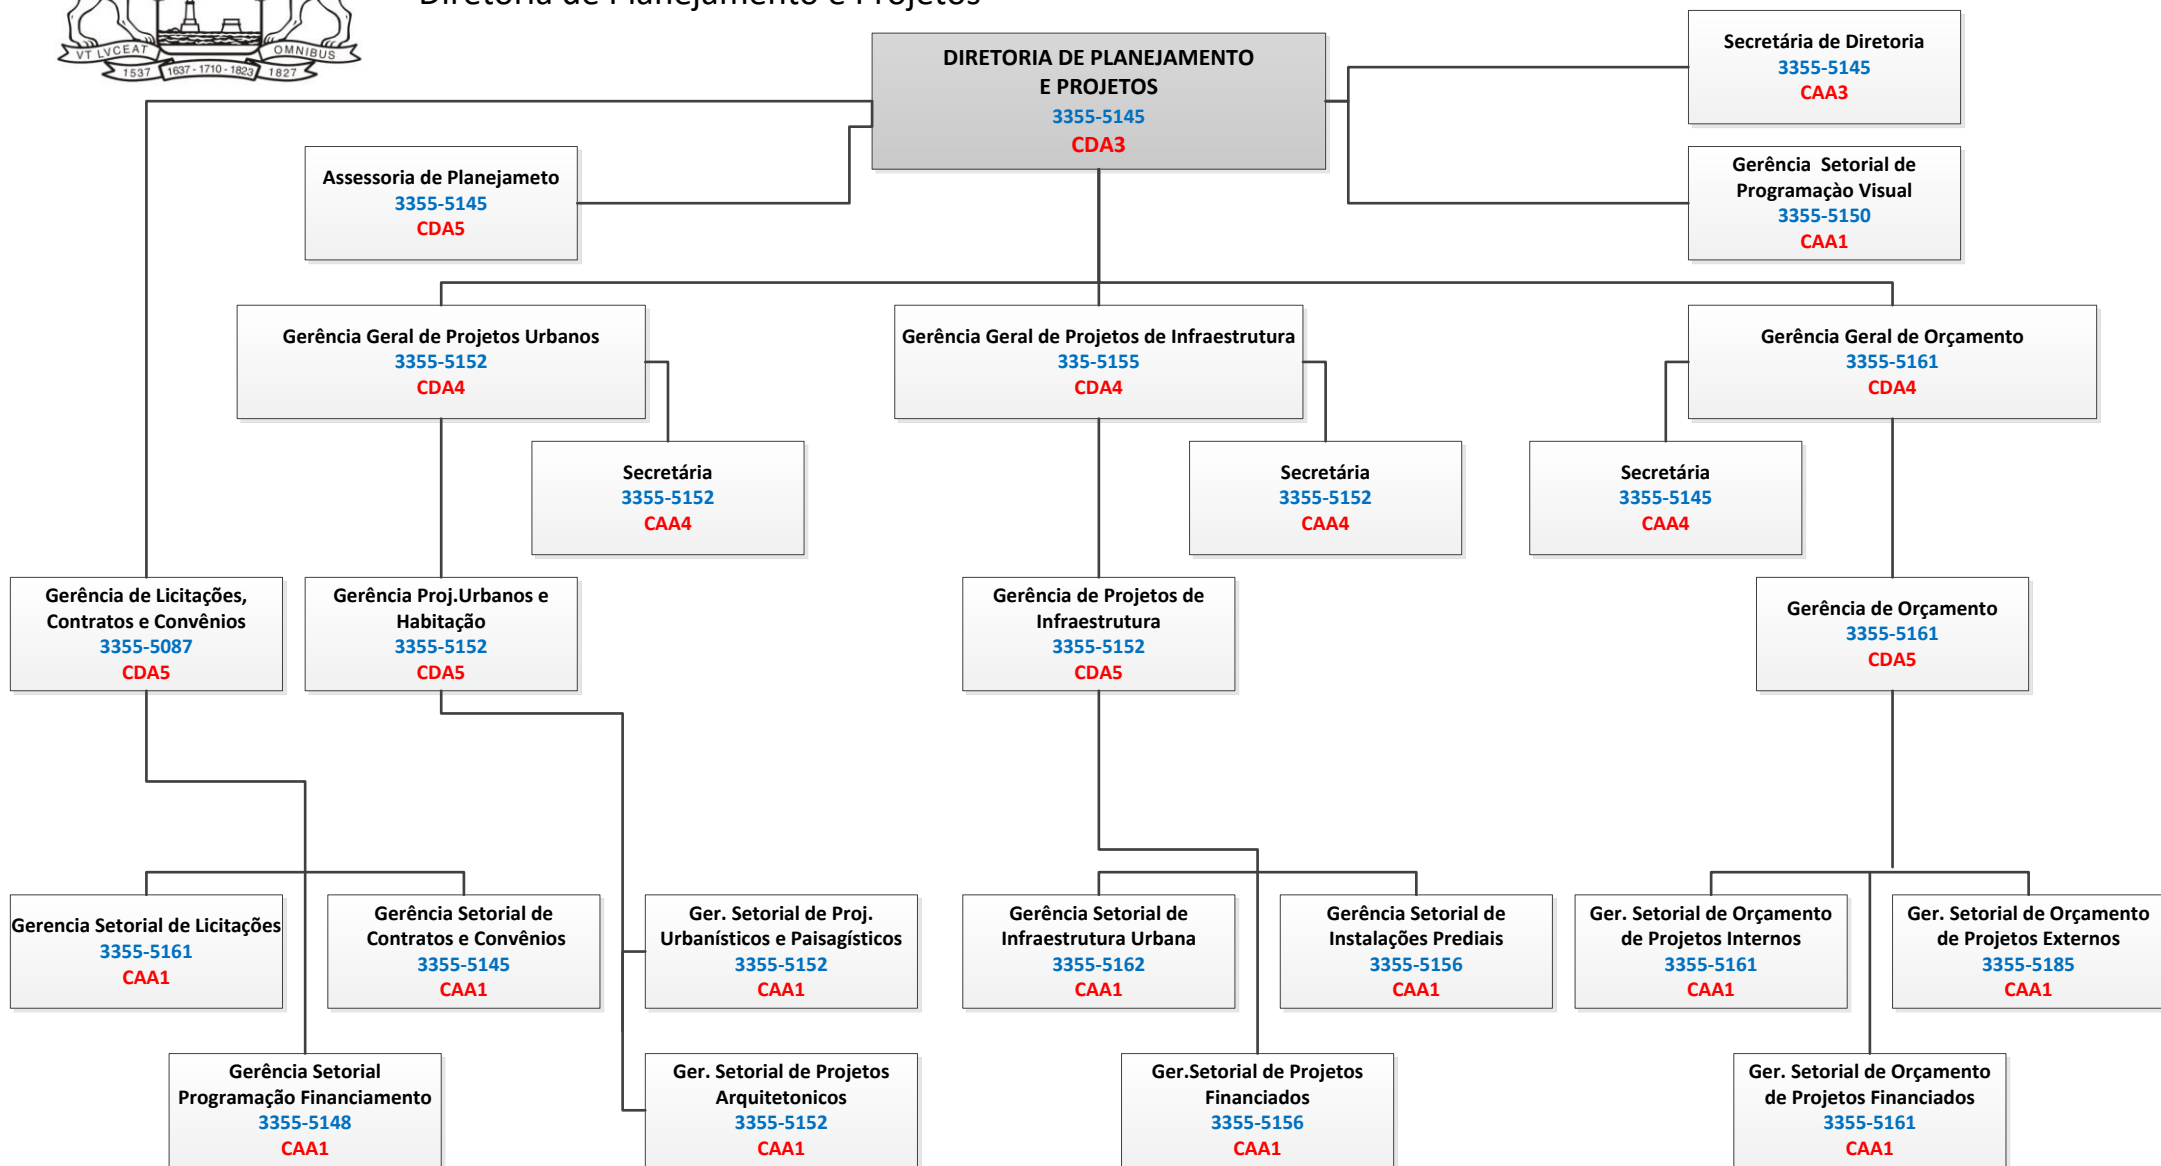 Diretoria de Planejamento e Projetos
VT LVCEAT
OMNIBUS
1537
1637 - 1710 - 1823
1827
DIRETORIA DE PLANEJAMENTO
E PROJETOS
3355-5145
CDA3
Secretária de Diretoria
3355-5145
CAA3
Assessoria de Planejameto
3355-5145
CDA5
Gerência Setorial de
Programaçào Visual
3355-5150
CAA1
Gerência Geral de Projetos Urbanos
3355-5152
CDA4
Gerência Geral de Projetos de Infraestrutura
335-5155
CDA4
Gerência Geral de Orçamento
3355-5161
CDA4
Secretária
3355-5152
CAA4
Secretária
3355-5152
CAA4
Secretária
3355-5145
CAA4
Gerência de Licitações,
Contratos e Convênios
3355-5087
CDA5
Gerência Proj.Urbanos e
Habitação
3355-5152
CDA5
Gerência de Projetos de
Infraestrutura
3355-5152
CDA5
Gerência de Orçamento
3355-5161
CDA5
Gerencia Setorial de Licitações
3355-5161
CAA1
Gerência Setorial de
Contratos e Convênios
3355-5145
CAA1
Ger. Setorial de Proj.
Urbanísticos e Paisagísticos
3355-5152
CAA1
Gerência Setorial de
Infraestrutura Urbana
3355-5162
CAA1
Gerência Setorial de
Instalações Prediais
3355-5156
CAA1
Ger. Setorial de Orçamento
de Projetos Internos
3355-5161
CAA1
Ger. Setorial de Orçamento
de Projetos Externos
3355-5185
CAA1
Gerência Setorial
Programação Financiamento
3355-5148
CAA1
Ger. Setorial de Projetos
Arquitetonicos
3355-5152
CAA1
Ger.Setorial de Projetos
Financiados
3355-5156
CAA1
Ger. Setorial de Orçamento
de Projetos Financiados
3355-5161
CAA1